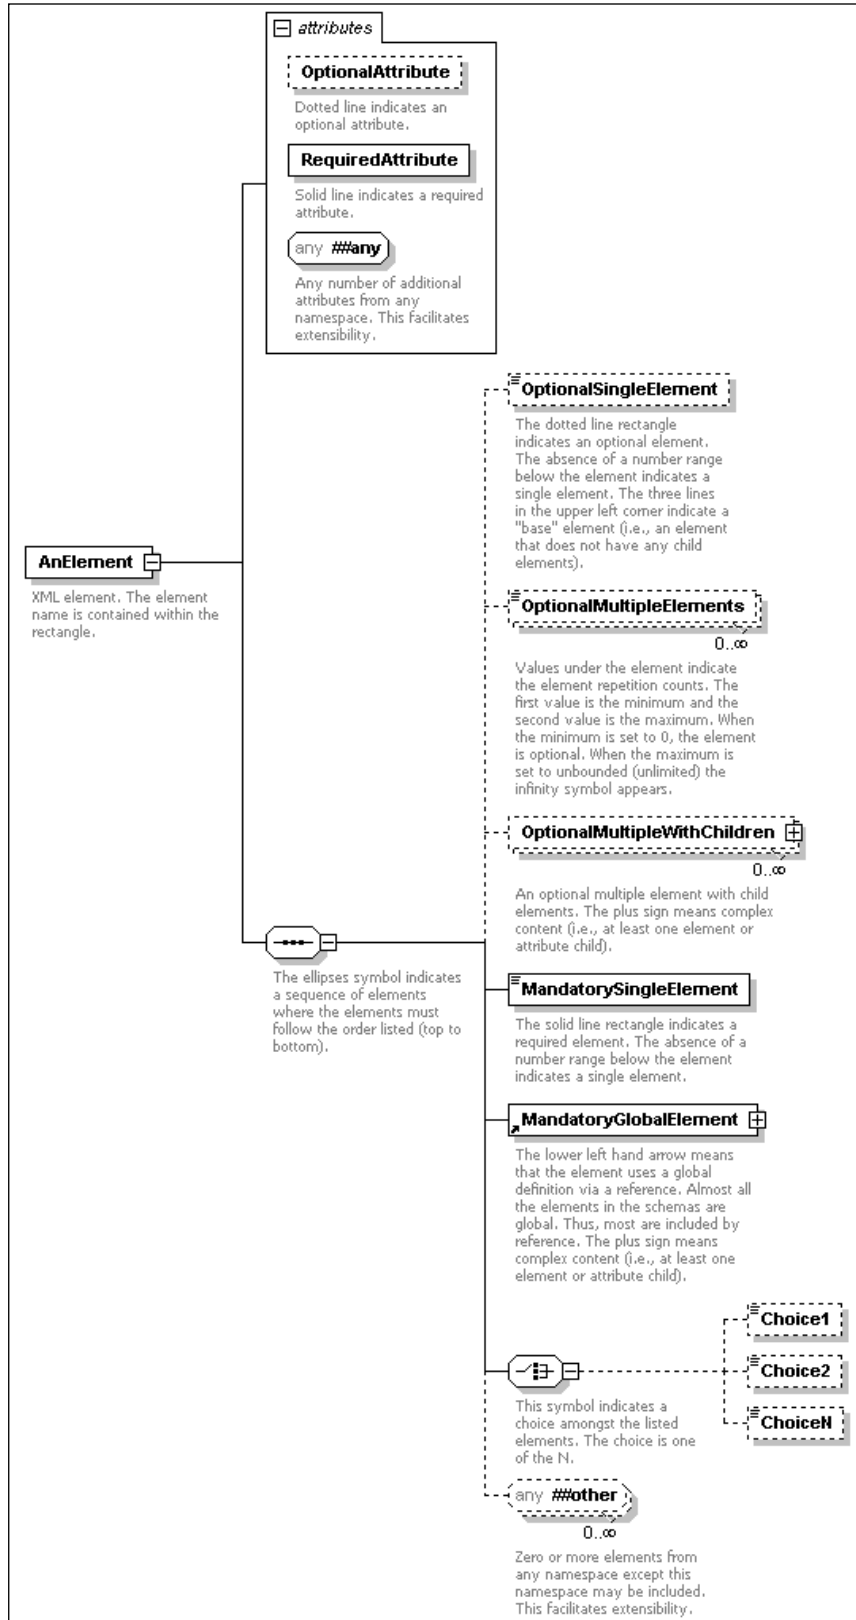 attributes
OptionalAttribute
Dotted line indicates an
optional attribute.
RequiredAttribute
Solid line indicates a required
attribute.
any ##any
Any number of additional
attributes from any
namespace. This facilitates
extensibility.
AnElement
XML element. The element
name is contained within the
rectangle.
The ellipses symbol indicates
a sequence of elements
where the elements must
follow the order listed (top to
bottom).
OptionalSingleElement
The dotted line rectangle
indicates an optional element.
The absence of a number range
below the element indicates a
single element. The three lines
in the upper left corner indicate a
"base" element (i.e., an element
that does not have any child
elements).
OptionalMultipleElements
0..∞
Values under the element indicate
the element repetition counts. The
first value is the minimum and the
second value is the maximum. When
the minimum is set to 0, the element
is optional. When the maximum is
set to unbounded (unlimited) the
infinity symbol appears.
OptionalMultipleWithChildren
0..∞
An optional multiple element with child
elements. The plus sign means complex
content (i.e., at least one element or
attribute child).
MandatorySingleElement
The solid line rectangle indicates a
required element. The absence of a
number range below the element
indicates a single element.
MandatoryGlobalElement
The lower left hand arrow means
that the element uses a global
definition via a reference. Almost all
the elements in the schemas are
global. Thus, most are included by
reference. The plus sign means
complex content (i.e., at least one
element or attribute child).
This symbol indicates a
choice amongst the listed
elements. The choice is one
of the N.
Choice1
Choice2
ChoiceN
any ##other
0..∞
Zero or more elements from
any namespace except this
namespace may be included.
This facilitates extensibility.